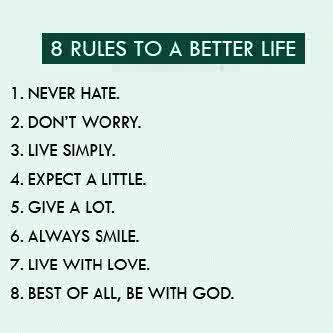 8 RULES TO A BETTER LIFE
1. NEVER HATE.
2. DON'T WORRY.
3. LIVE SIMPLY.
4. EXPECT A LITTLE.
5. GIVE A LOT.
6. ALWAYS SMILE.
7. LIVE WITH LOVE.
8. BEST OF ALL, BE WITH GOD.